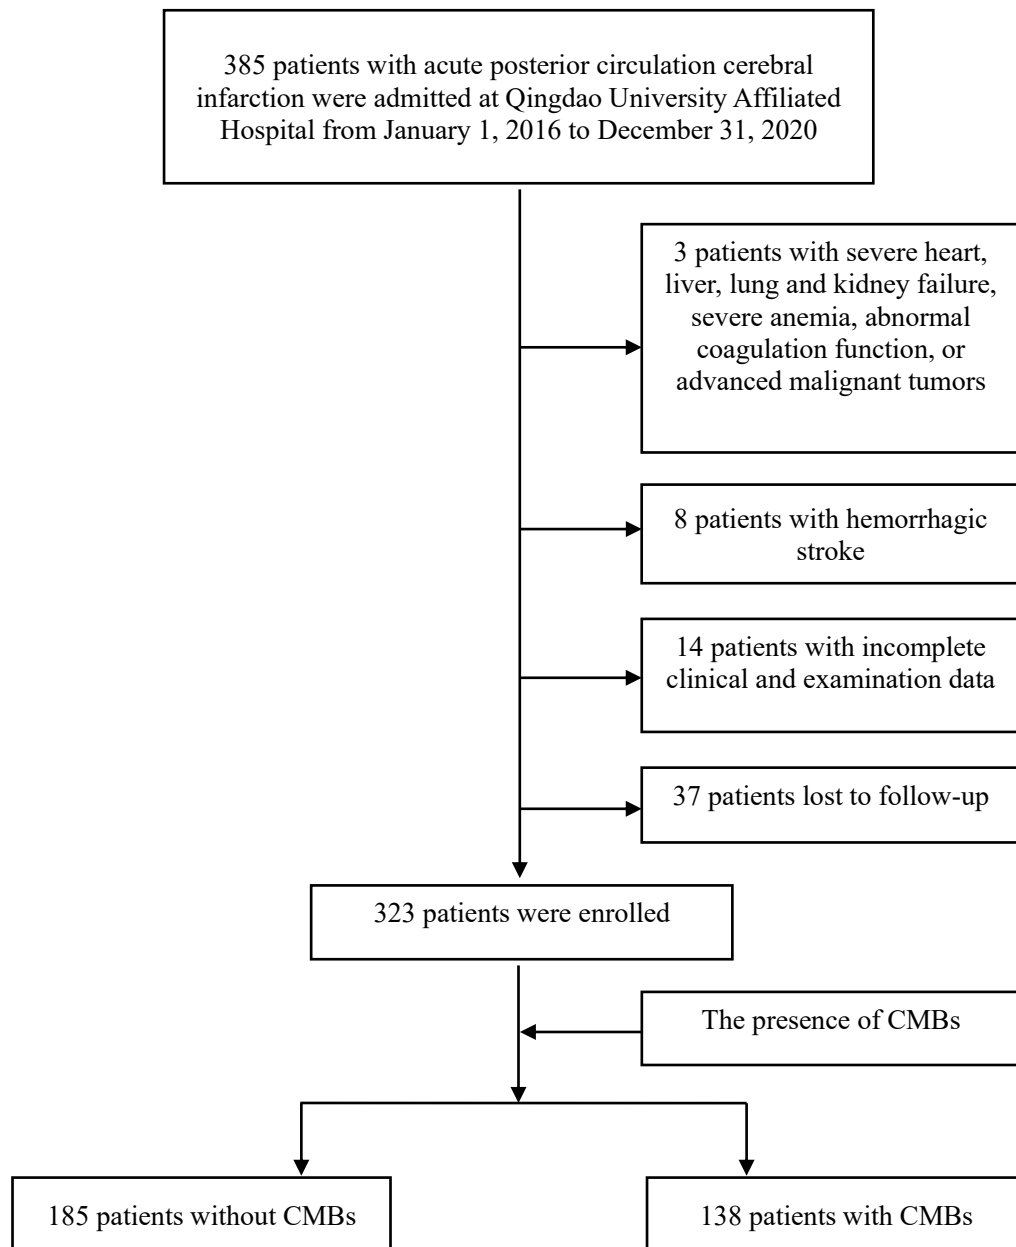 385 patients with acute posterior circulation cerebral
infarction were admitted at Qingdao University Affiliated
Hospital from January 1, 2016 to December 31, 2020
3 patients with severe heart,
liver, lung and kidney failure,
severe anemia, abnormal
coagulation function, or
advanced malignant tumors
8 patients with hemorrhagic
stroke
14 patients with incomplete
clinical and examination data
37 patients lost to follow-up
323 patients were enrolled
The presence of CMBs
185 patients without CMBs
138 patients with CMBs